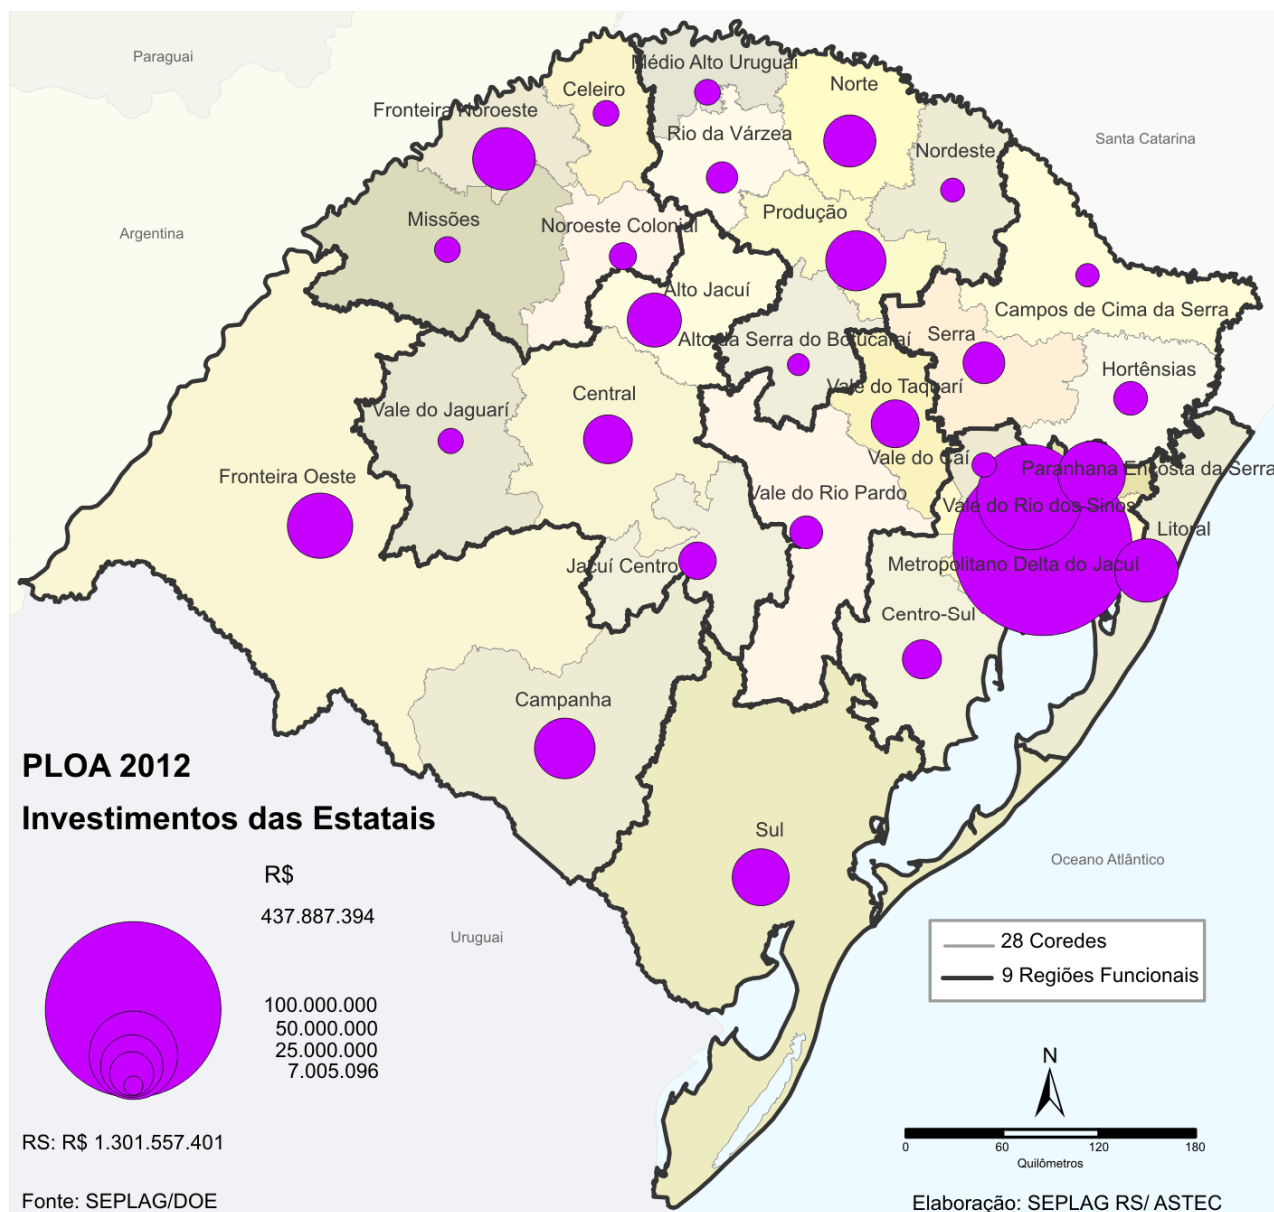 Paraguai
Médio Alto Uruguai
Celeiro
Norte
Fronteira Noroeste
Rio da Várzea
Santa Catarina
Nordeste
Missões
Produção
Noroeste Colonial
Argentina
Alto Jacuí
Campos de Cima da Serra
Alto da Serra do Botucaraí
Serra
Hortênsias
Vale do Taquarí
Central
Vale do Jaguarí
Vale do Caí
Paranhana Encosta da Serra
Fronteira Oeste
Vale do Rio Pardo
Vale do Rio dos Sinos
Litoral
Jacuí Centro
Metropolitano Delta do Jacuí
Centro-Sul
Campanha
PLOA 2012
Investimentos das Estatais
Sul
Oceano Atlântico
R$
437.887.394
Uruguai
28 Coredes
9 Regiões Funcionais
100.000.000
50.000.000
25.000.000
7.005.096
N
0 60 120 180
Quilômetros
RS: R$ 1.301.557.401
Fonte: SEPLAG/DOE
Elaboração: SEPLAG RS/ ASTEC